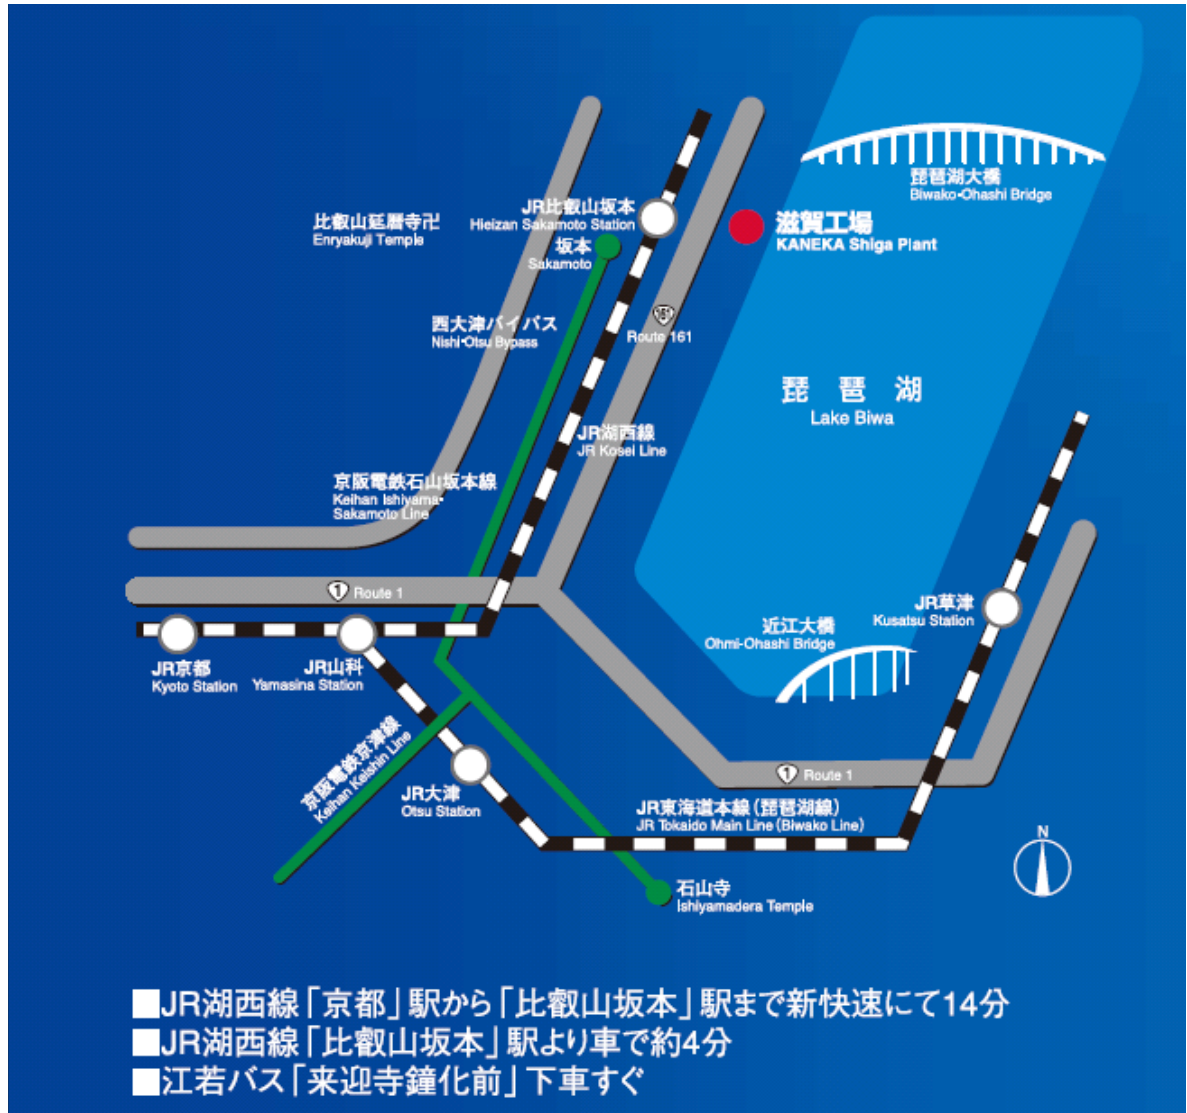 琵琶湖大橋
Biwako-Ohashi Bridge
JR比叡山坂本
Hieizan Sakamoto Station
比叡山延暦寺卍
Enryakuji Temple
滋賀工場
KANEKA Shiga Plant
坂本
Sakamoto
西大津バイパス
Nishi-Otsu Bypass
161
Route 161
琵 琶 湖
Lake Biwa
JR湖西線
JR Kosei Line
京阪電鉄石山坂本線
Keihan Ishiyama-
Sakamoto Line
1 Route 1
JR草津
Kusatsu Station
近江大橋
Ohmi-Ohashi Bridge
JR京都
Kyoto Station
JR山科
Yamasina Station
京阪電鉄京津線
Keihan Keishin Line
JR大津
Otsu Station
1 Route 1
JR東海道本線(琵琶湖線)
JR Tokaido Main Line (Biwako Line)
N
石山寺
Ishiyamadera Temple
■JR湖西線「京都」駅から「比叡山坂本」駅まで新快速にて14分
■JR湖西線「比叡山坂本」駅より車で約4分
■江若バス「来迎寺鐘化前」下車すぐ